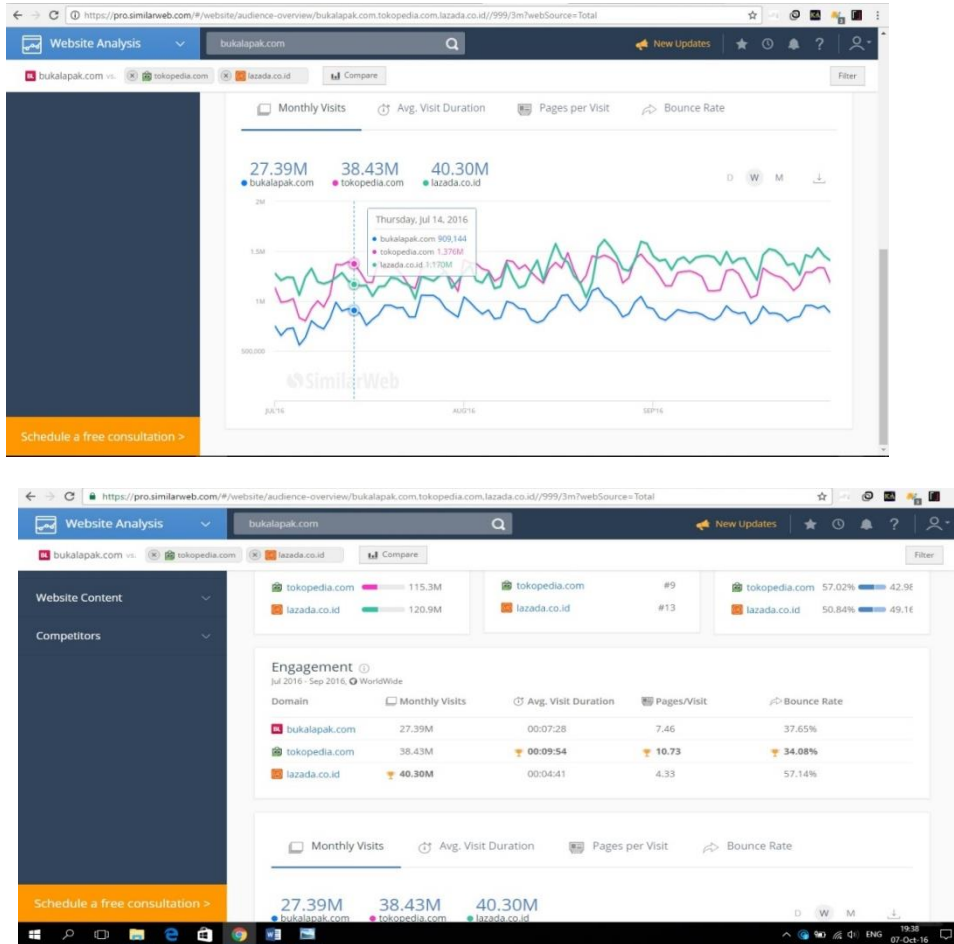 https://pro.similarweb.com/#/website/audience-overview/bukalapak.com.tokopedia.com.lazada.co.id//999/3m?webSource=Total
Website Analysis bukalapak.com New Updates ?
bukalapak.com vs. tokopedia.com lazada.co.id Compare Filter
Monthly Visits Avg. Visit Duration Pages per Visit Bounce Rate
27.39M 38.43M 40.30M
bukalapak.com tokopedia.com lazada.co.id D W M
2M
Thursday, Jul 14, 2016
bukalapak.com 909,144
1.5M tokopedia.com 1.376M
lazada.co.id 1.170M
1M
500,000
SimilarWeb
JUL'16 AUG'16 SEP'16
Schedule a free consultation >
https://pro.similarweb.com/#/website/audience-overview/bukalapak.com.tokopedia.com.lazada.co.id//999/3m?webSource=Total
Website Analysis bukalapak.com New Updates ?
bukalapak.com vs. tokopedia.com lazada.co.id Compare Filter
tokopedia.com 115.3M tokopedia.com #9 tokopedia.com 57.02% 42.98
Website Content
lazada.co.id 120.9M lazada.co.id #13 lazada.co.id 50.84% 49.16
Competitors
Engagement
Jul 2016 - Sep 2016, WorldWide
Domain Monthly Visits Avg. Visit Duration Pages/Visit Bounce Rate
bukalapak.com 27.39M 00:07:28 7.46 37.65%
tokopedia.com 38.43M 00:09:54 10.73 34.08%
lazada.co.id 40.30M 00:04:41 4.33 57.14%
Monthly Visits Avg. Visit Duration Pages per Visit Bounce Rate
Schedule a free consultation >
27.39M 38.43M 40.30M
bukalapak.com tokopedia.com lazada.co.id D W M
ENG 19:38
07-Oct-16